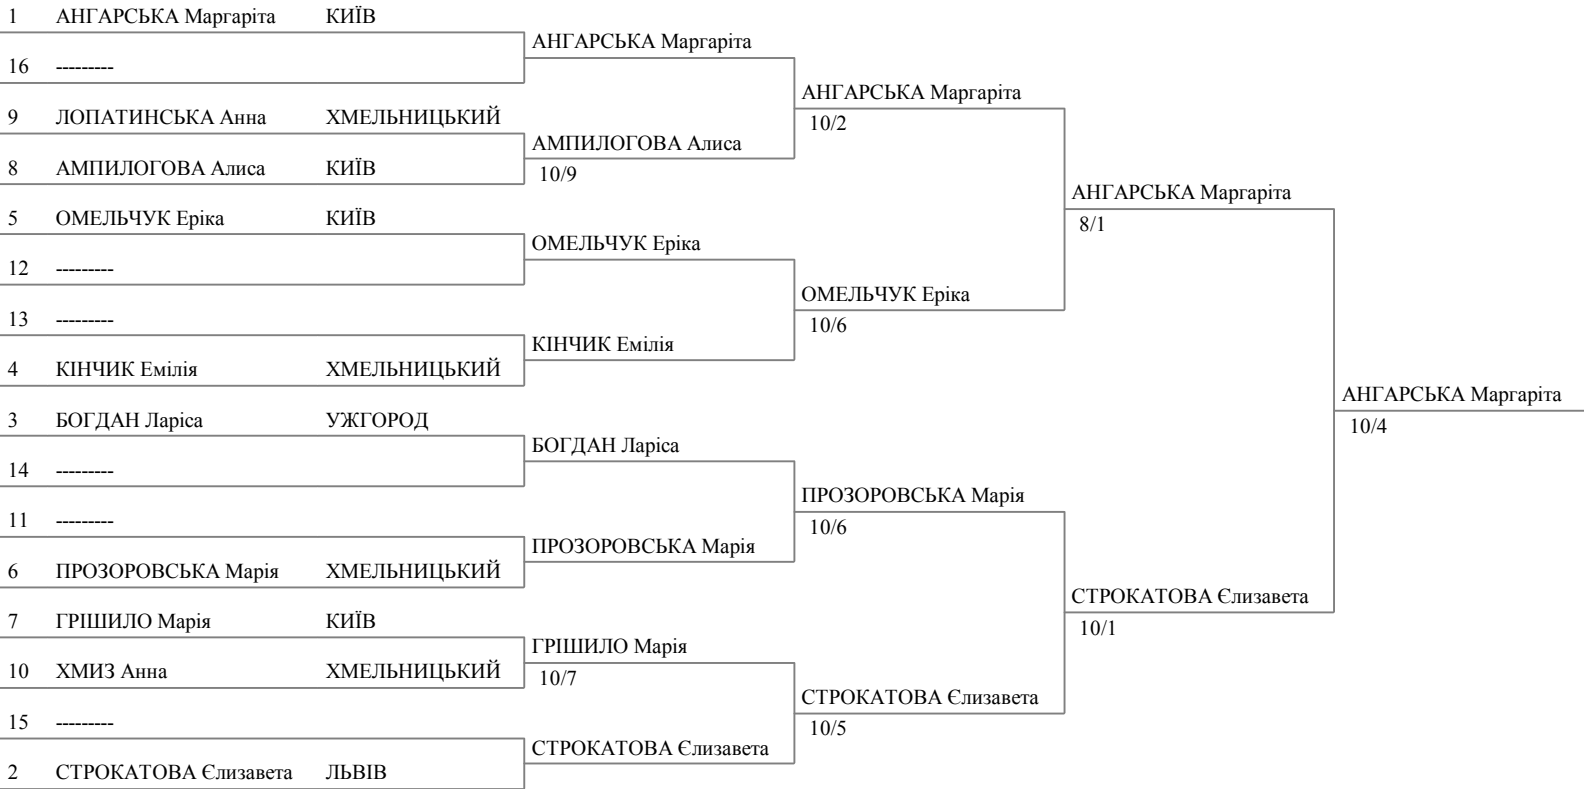 1 АНГАРСЬКА Маргаріта КИЇВ
АНГАРСЬКА Маргаріта
16 ---------
АНГАРСЬКА Маргаріта
10/2
9 ЛОПАТИНСЬКА Анна ХМЕЛЬНИЦЬКИЙ
АМПИЛОГОВА Алиса
10/9
8 АМПИЛОГОВА Алиса КИЇВ
АНГАРСЬКА Маргаріта
8/1
5 ОМЕЛЬЧУК Еріка КИЇВ
ОМЕЛЬЧУК Еріка
12 ---------
ОМЕЛЬЧУК Еріка
10/6
13 ---------
КІНЧИК Емілія
4 КІНЧИК Емілія ХМЕЛЬНИЦЬКИЙ
АНГАРСЬКА Маргаріта
10/4
3 БОГДАН Ларіса УЖГОРОД
БОГДАН Ларіса
14 ---------
ПРОЗОРОВСЬКА Марія
10/6
11 ---------
ПРОЗОРОВСЬКА Марія
6 ПРОЗОРОВСЬКА Марія ХМЕЛЬНИЦЬКИЙ
СТРОКАТОВА Єлизавета
10/1
7 ГРІШИЛО Марія КИЇВ
ГРІШИЛО Марія
10/7
10 ХМИЗ Анна ХМЕЛЬНИЦЬКИЙ
СТРОКАТОВА Єлизавета
10/5
15 ---------
СТРОКАТОВА Єлизавета
2 СТРОКАТОВА Єлизавета ЛЬВІВ